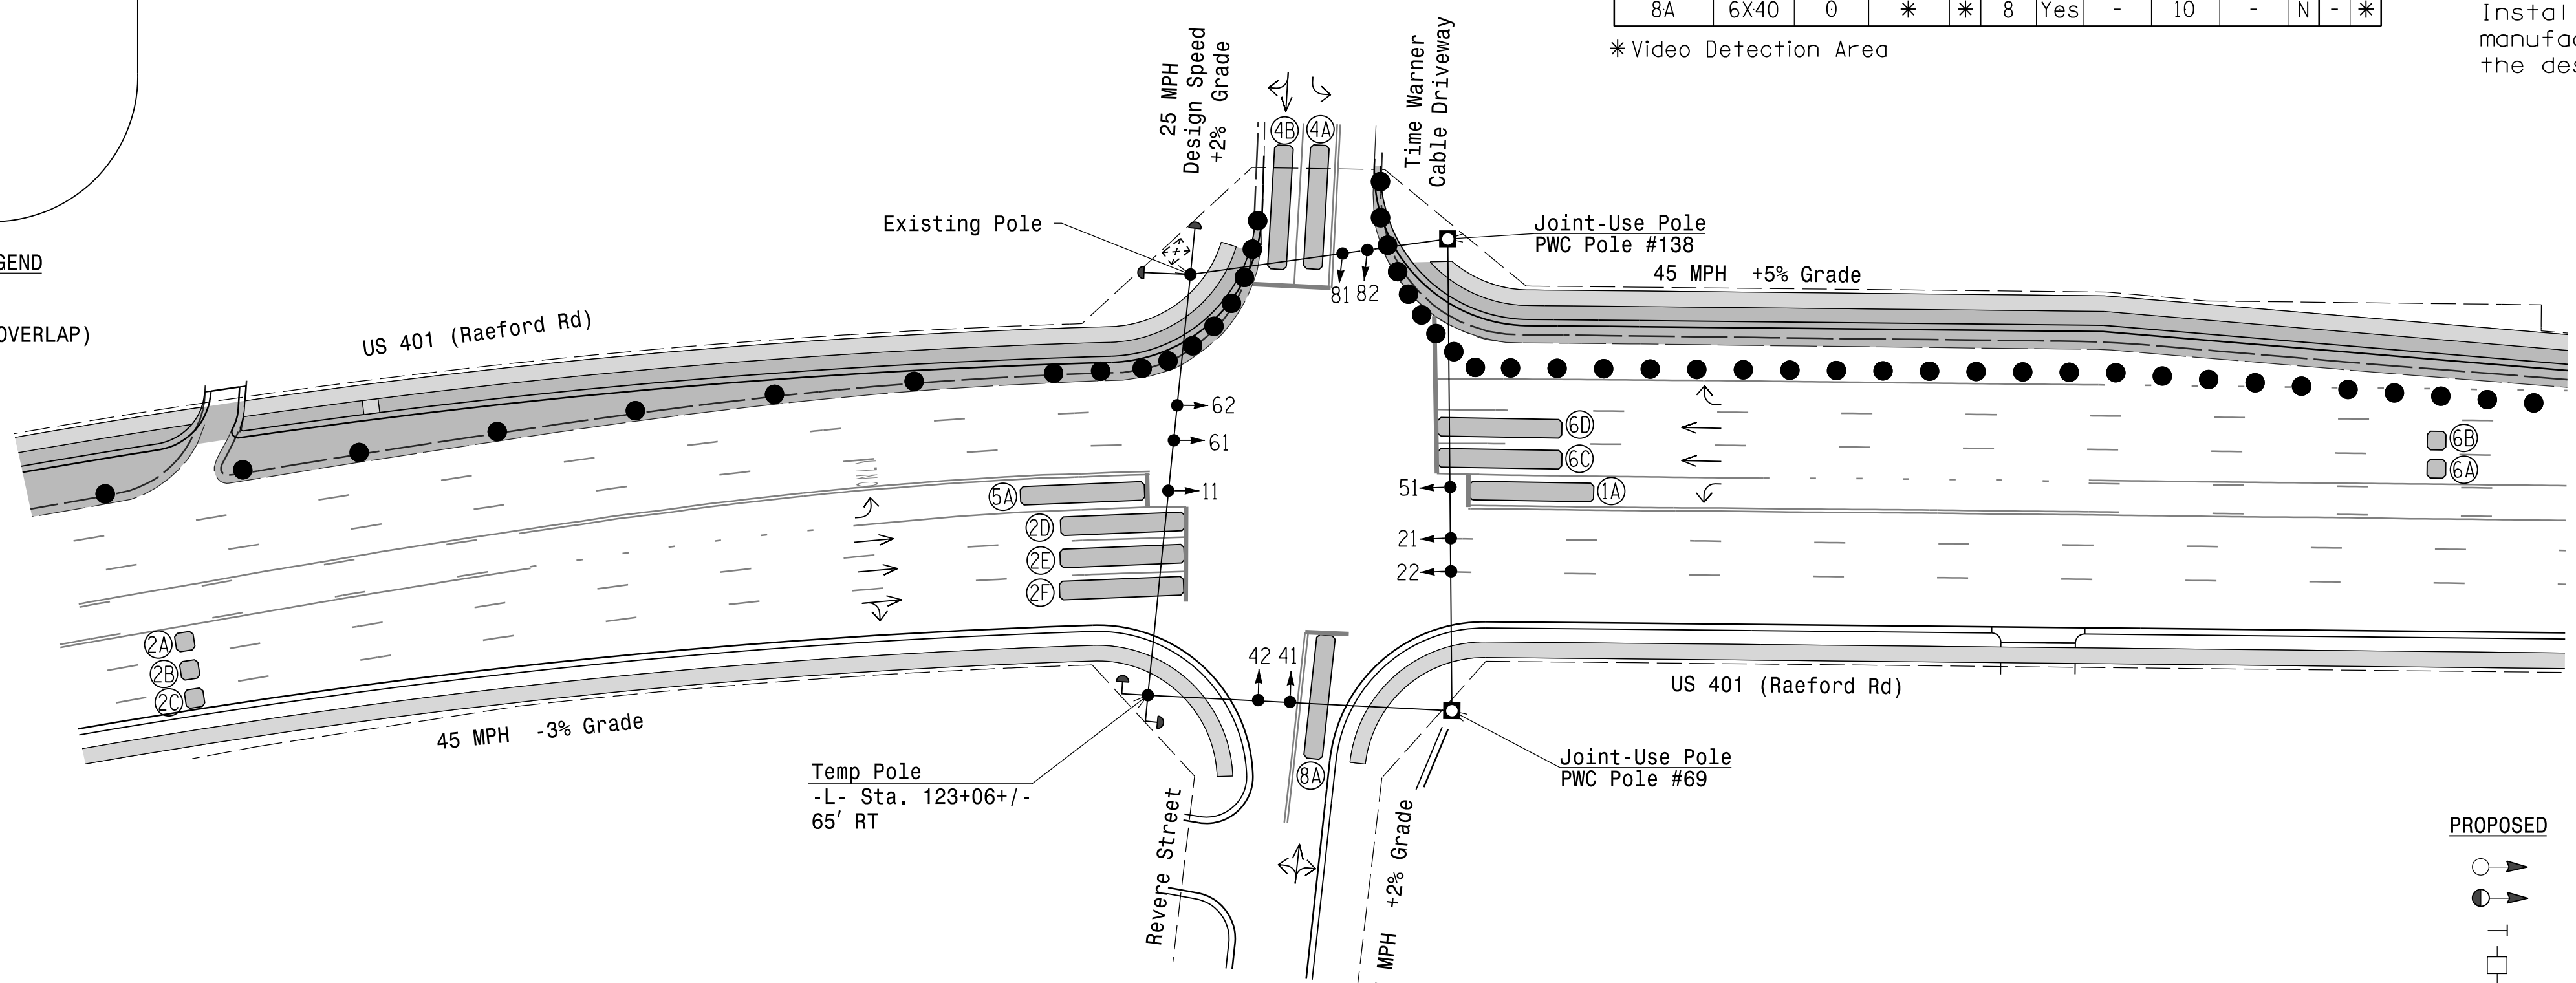 8A 6X40 0 * * 8 Yes - 10 - N - *
*Video Detection Area
Instal
manufac
the des
25 MPH
Design Speed
+2% Grade
Time Warner
Cable Driveway
4B 4A
GEND
OVERLAP)
Existing Pole
Joint-Use Pole
PWC Pole #138
81 82
45 MPH +5% Grade
US 401 (Raeford Rd)
62
61
11
6D
6C
6B
6A
5A
51
1A
2D
2E
2F
21
22
2A
2B
2C
42 41
US 401 (Raeford Rd)
45 MPH -3% Grade
Temp Pole
-L- Sta. 123+06+/-
65' RT
8A
Joint-Use Pole
PWC Pole #69
Revere Street
MPH +2% Grade
PROPOSED